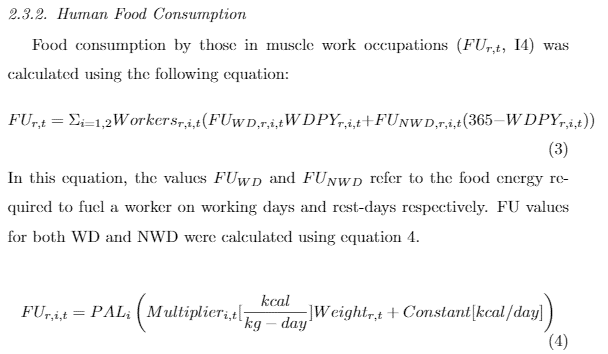 2.3.2. Human Food Consumption
Food consumption by those in muscle work occupations (FU_{r,t}, I4) was
calculated using the following equation:
FU_{r,t} = Σ_{i=1,2}Workers_{r,i,t}(FU_{WD,r,i,t}WDPY_{r,i,t}+FU_{NWD,r,i,t}(365−WDPY_{r,i,t}))
(3)
In this equation, the values FU_{WD} and FU_{NWD} refer to the food energy re-
quired to fuel a worker on working days and rest-days respectively. FU values
for both WD and NWD were calculated using equation 4.
FU_{r,i,t} = PAL_i (Multiplier_{i,t}[\frac{kcal}{kg − day}]Weight_{r,t} + Constant[kcal/day])
(4)